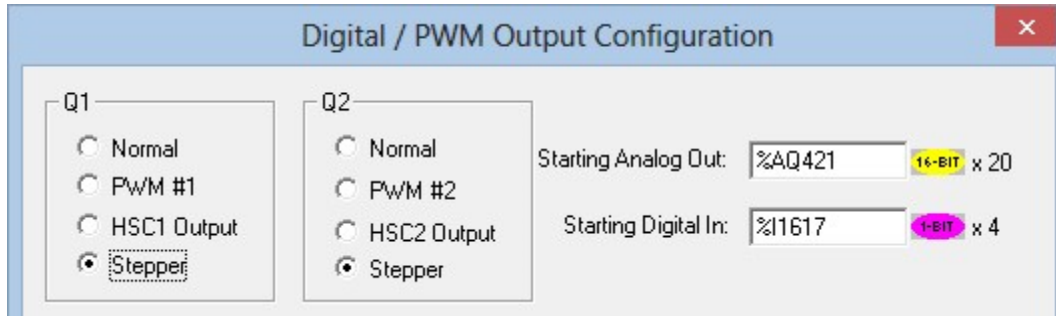 Digital / PWM Output Configuration
Q1
Normal
PWM #1
HSC1 Output
Stepper
Q2
Normal
PWM #2
HSC2 Output
Stepper
Starting Analog Out: %AQ421 16-BIT x 20
Starting Digital In: %I1617 1-BIT x 4